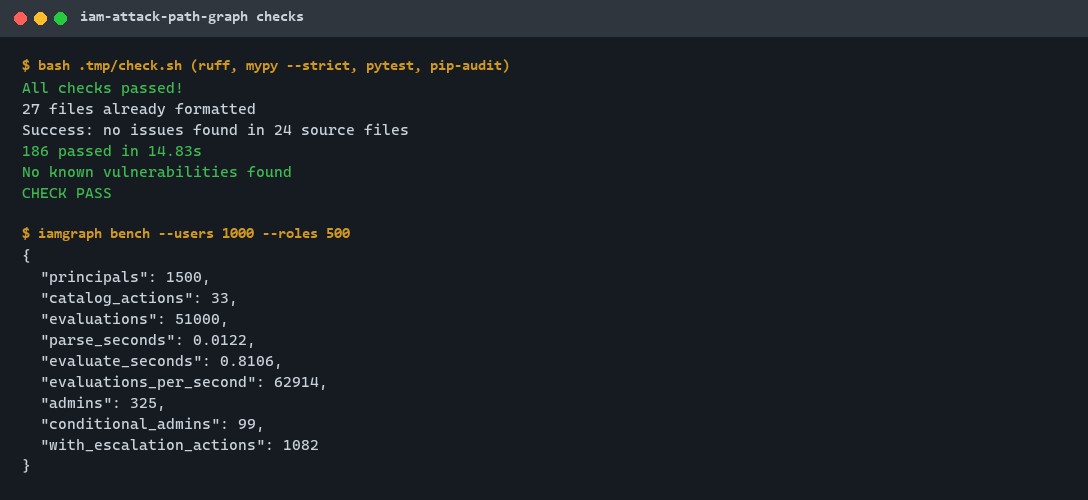 iam-attack-path-graph checks
$ bash .tmp/check.sh (ruff, mypy --strict, pytest, pip-audit)
All checks passed!
27 files already formatted
Success: no issues found in 24 source files
186 passed in 14.83s
No known vulnerabilities found
CHECK PASS
$ iamgraph bench --users 1000 --roles 500
{
  "principals": 1500,
  "catalog_actions": 33,
  "evaluations": 51000,
  "parse_seconds": 0.0122,
  "evaluate_seconds": 0.8106,
  "evaluations_per_second": 62914,
  "admins": 325,
  "conditional_admins": 99,
  "with_escalation_actions": 1082
}